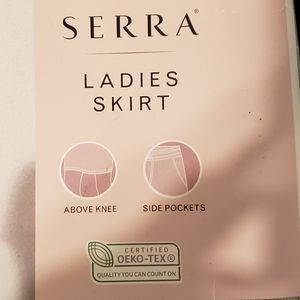 SERRA®
LADIES
SKIRT
ABOVE KNEE
SIDE POCKETS
CERTIFIED
OEKO-TEX®
QUALITY YOU CAN COUNT ON